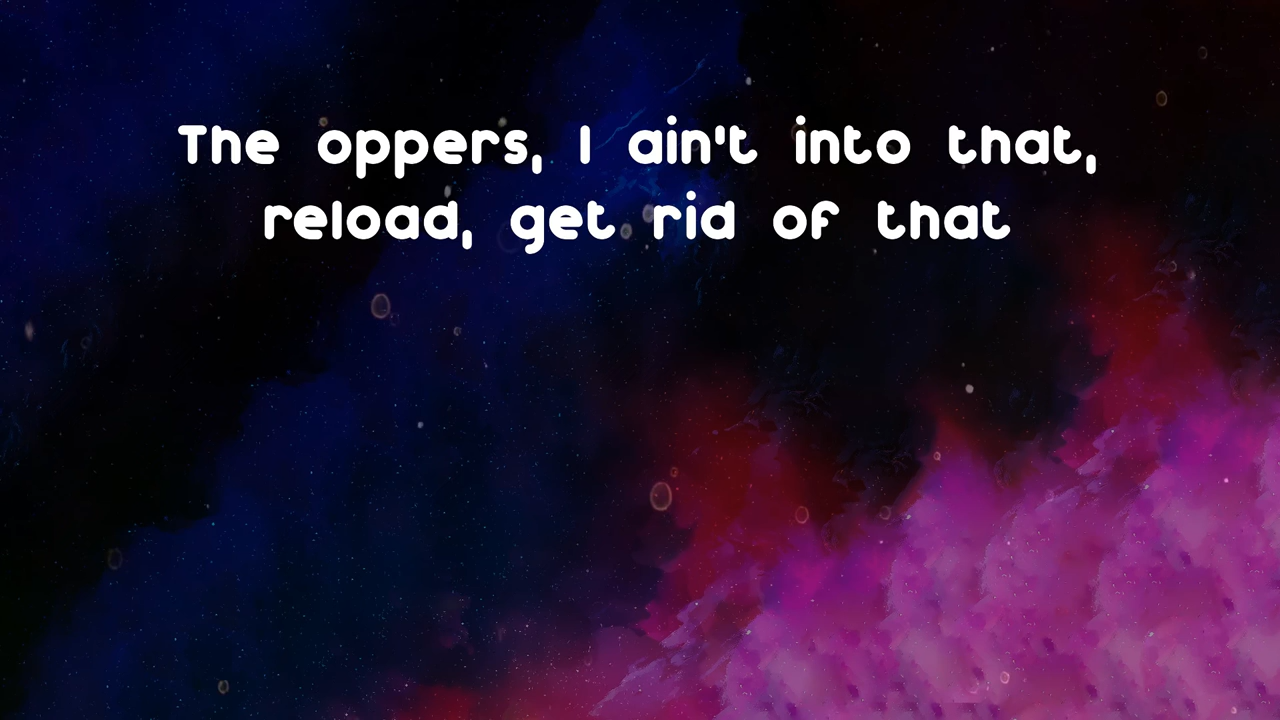 The oppers, I ain't into that,
reload, get rid of that